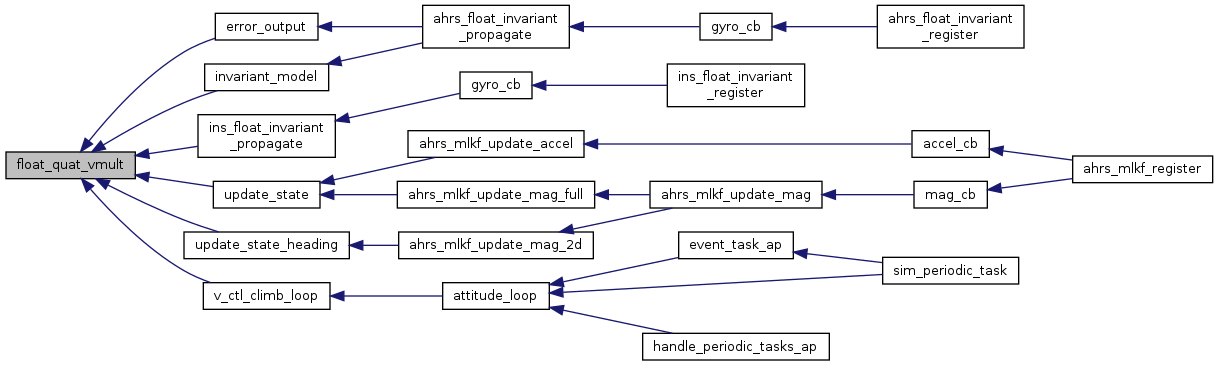 float_quat_vmult
error_output
ahrs_float_invariant
_propagate
gyro_cb
ahrs_float_invariant
_register
invariant_model
ins_float_invariant
_propagate
gyro_cb
ins_float_invariant
_register
update_state
ahrs_mlkf_update_accel
accel_cb
ahrs_mlkf_register
ahrs_mlkf_update_mag_full
ahrs_mlkf_update_mag
mag_cb
update_state_heading
ahrs_mlkf_update_mag_2d
v_ctl_climb_loop
attitude_loop
event_task_ap
sim_periodic_task
handle_periodic_tasks_ap